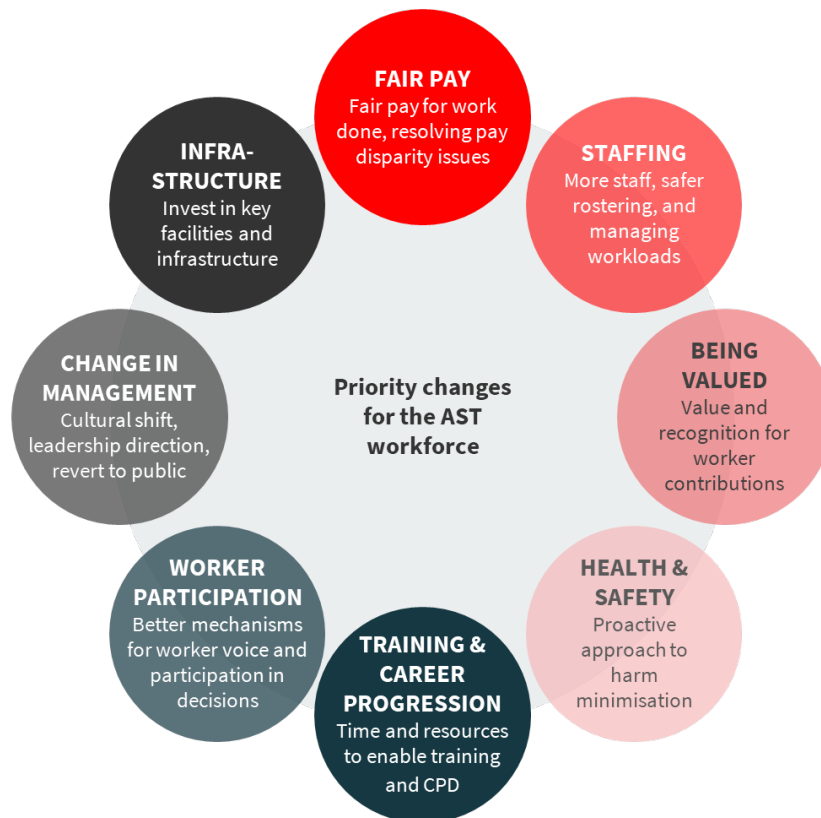 FAIR PAY
Fair pay for work
done, resolving pay
disparity issues
STAFFING
More staff, safer
rostering, and
managing
workloads
BEING
VALUED
Value and
recognition for
worker
contributions
HEALTH &
SAFETY
Proactive
approach to
harm
minimisation
TRAINING &
CAREER
PROGRESSION
Time and resources
to enable training
and CPD
WORKER
PARTICIPATION
Better mechanisms
for worker voice and
participation in
decisions
CHANGE IN
MANAGEMENT
Cultural shift,
leadership direction,
revert to public
INFRA-
STRUCTURE
Invest in key
facilities and
infrastructure
Priority changes
for the AST
workforce